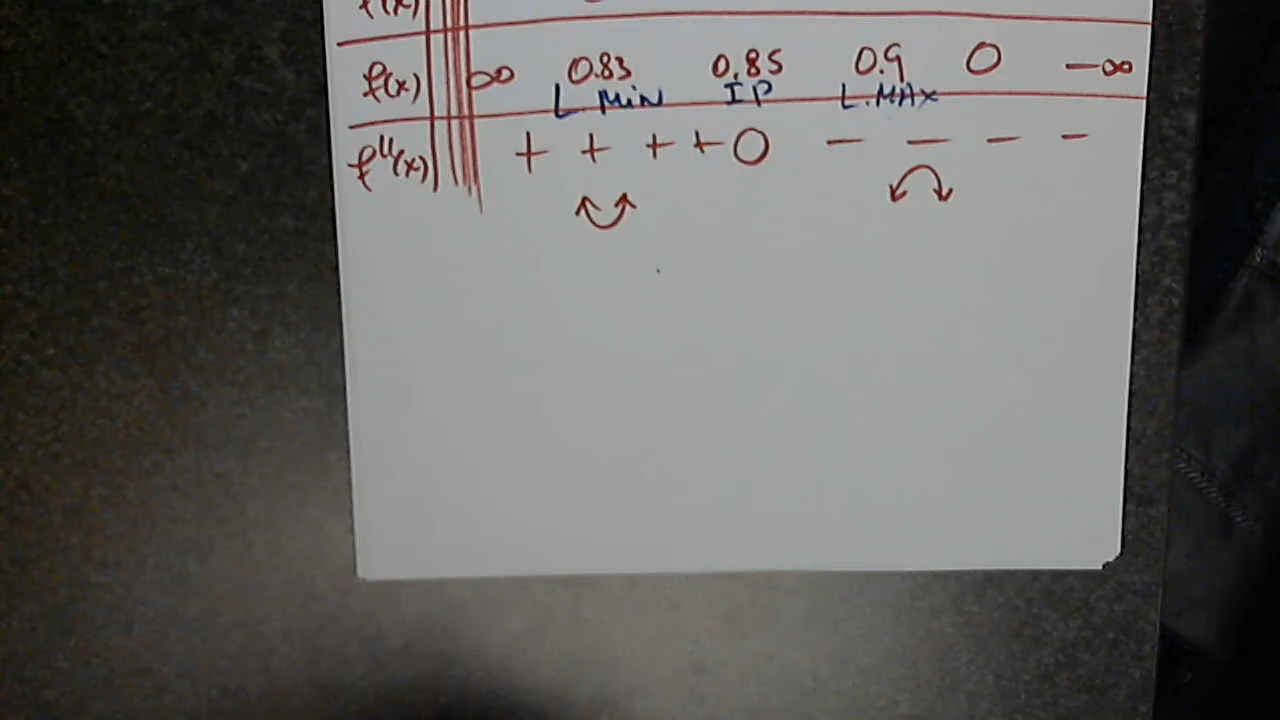 f(x) ∞ 0.83 0.85 0.9 0 -∞
L MiN IP L.MAX
f''(x) + + + + 0 - - - -